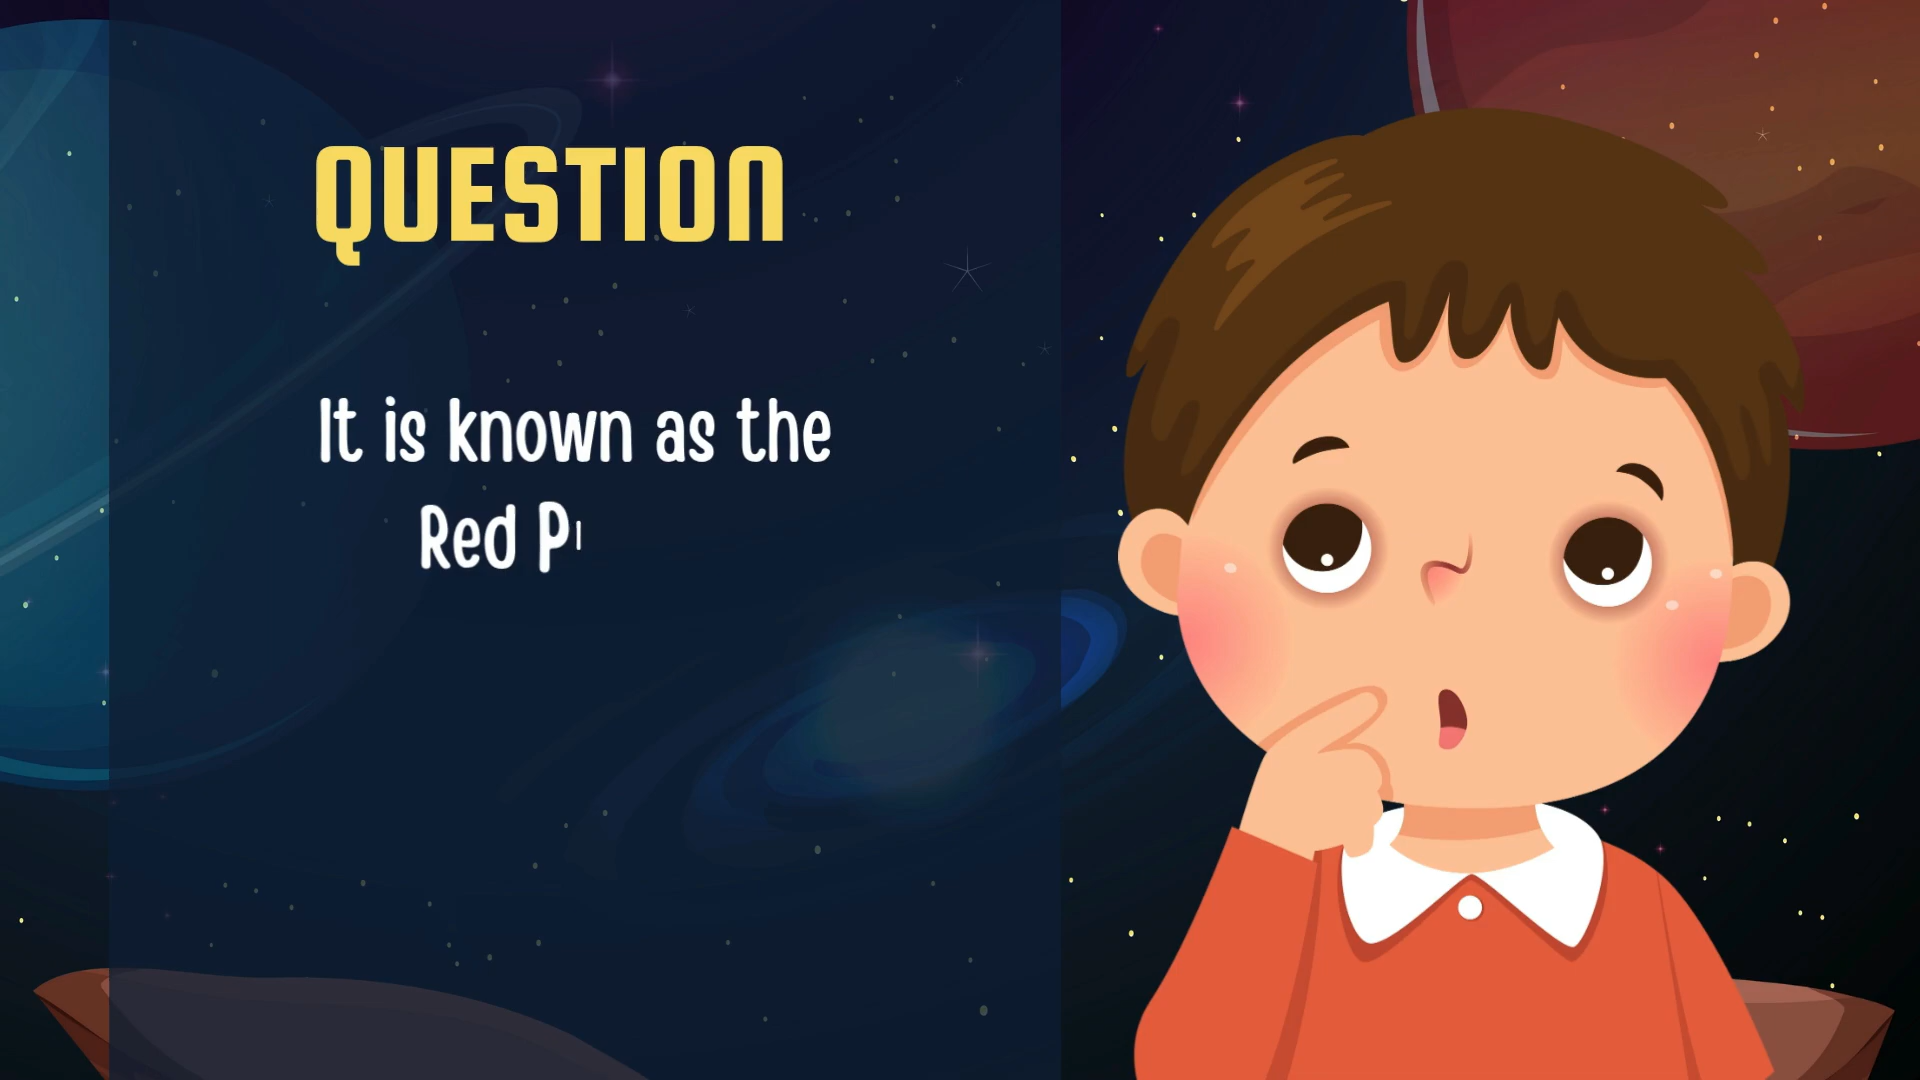 QUESTION
It is known as the
Red P